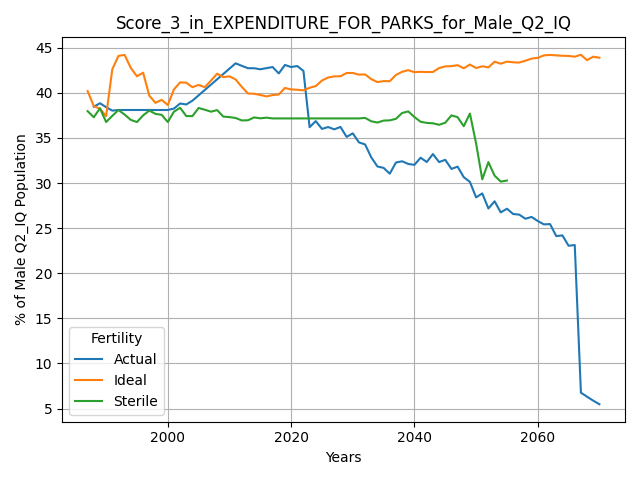 Score_3_in_EXPENDITURE_FOR_PARKS_for_Male_Q2_IQ
% of Male Q2_IQ Population
45
40
35
30
25
20
15
10
5
Fertility
Actual
Ideal
Sterile
2000
2020
2040
2060
Years